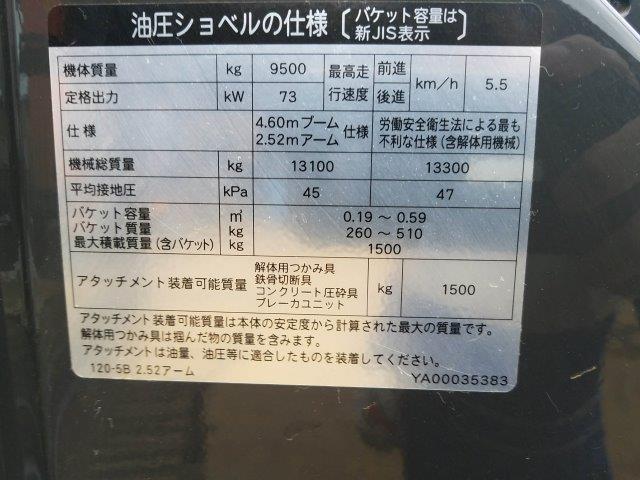 油圧ショベルの仕様〔バケット容量は新JIS表示〕
機体質量 kg 9500 最高走行速度 前進 後進 km/h 5.5
定格出力 kW 73
仕様 4.60mブーム 2.52mアーム 仕様 労働安全衛生法による最も不利な仕様(含解体用機械)
機械総質量 kg 13100 13300
平均接地圧 kPa 45 47
バケット容量 ㎥ 0.19 ～ 0.59
バケット質量 kg 260 ～ 510
最大積載質量(含バケット) kg 1500
アタッチメント装着可能質量 解体用つかみ具 鉄骨切断具 コンクリート圧砕具 ブレーカユニット kg 1500
アタッチメント装着可能質量は本体の安定度から計算された最大の質量です。
解体用つかみ具は掴んだ物の質量を含みます。
アタッチメントは油量、油圧等に適合したものを装着してください。
120-5B 2.52アーム YA00035383